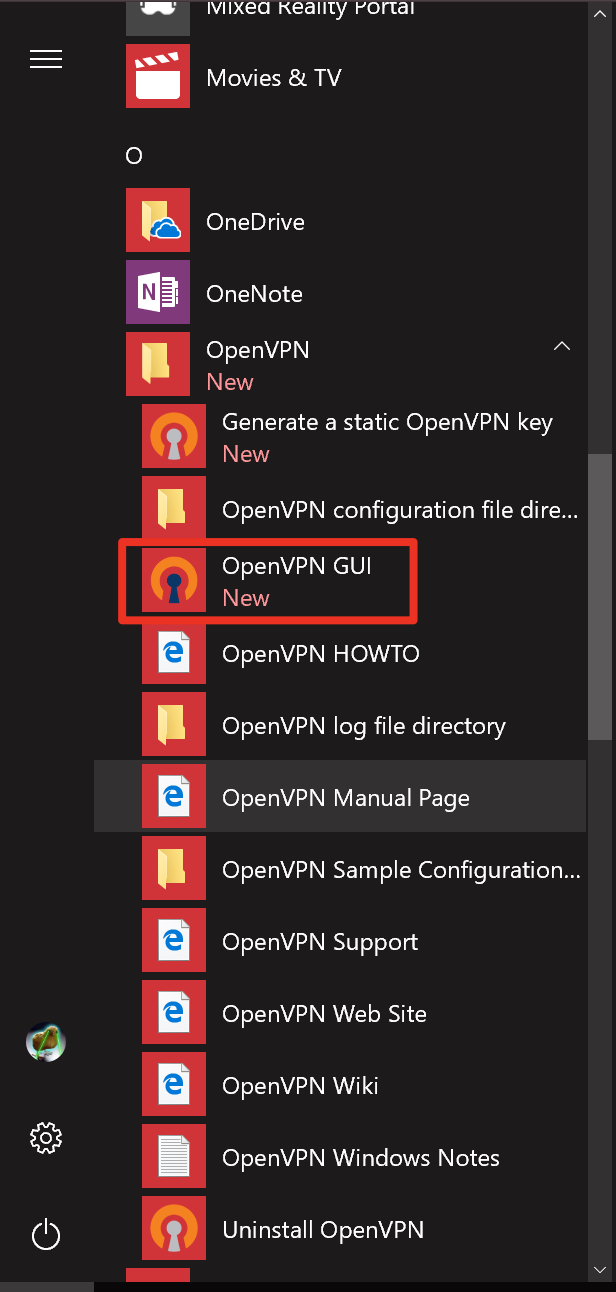 Mixed Reality Portal
Movies & TV
O
OneDrive
N
OneNote
OpenVPN
New
Generate a static OpenVPN key
New
OpenVPN configuration file dire...
OpenVPN GUI
New
OpenVPN HOWTO
OpenVPN log file directory
OpenVPN Manual Page
OpenVPN Sample Configuration...
OpenVPN Support
OpenVPN Web Site
OpenVPN Wiki
OpenVPN Windows Notes
Uninstall OpenVPN